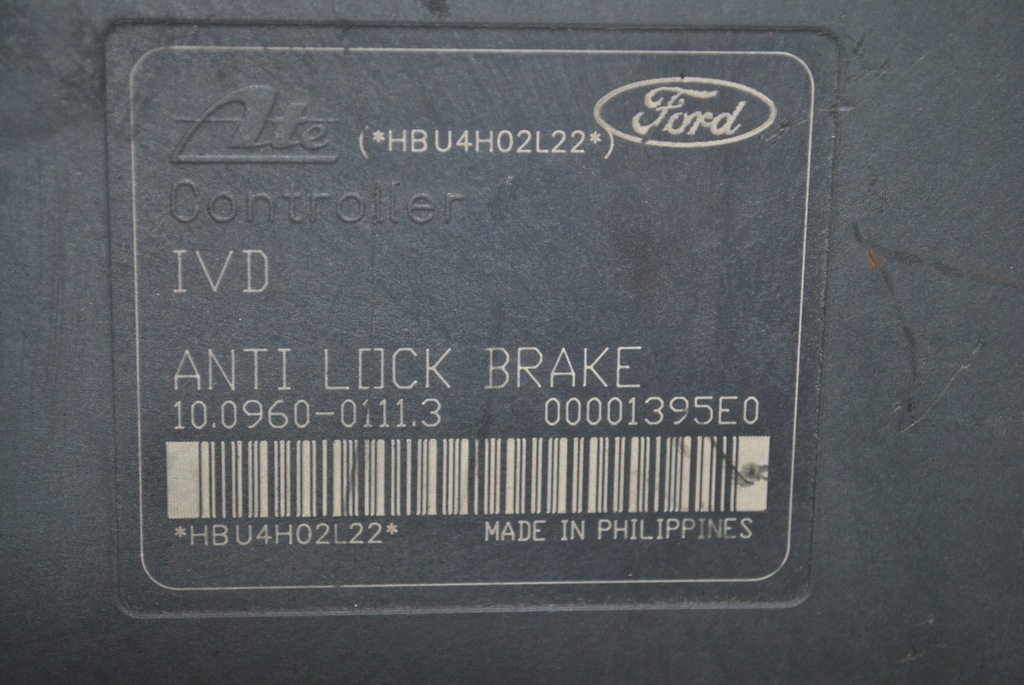 Ate (*HBU4H02L22*) Ford
Controller
IVD
ANTI LOCK BRAKE
10.0960-0111.3 00001395E0
*HBU4H02L22* MADE IN PHILIPPINES